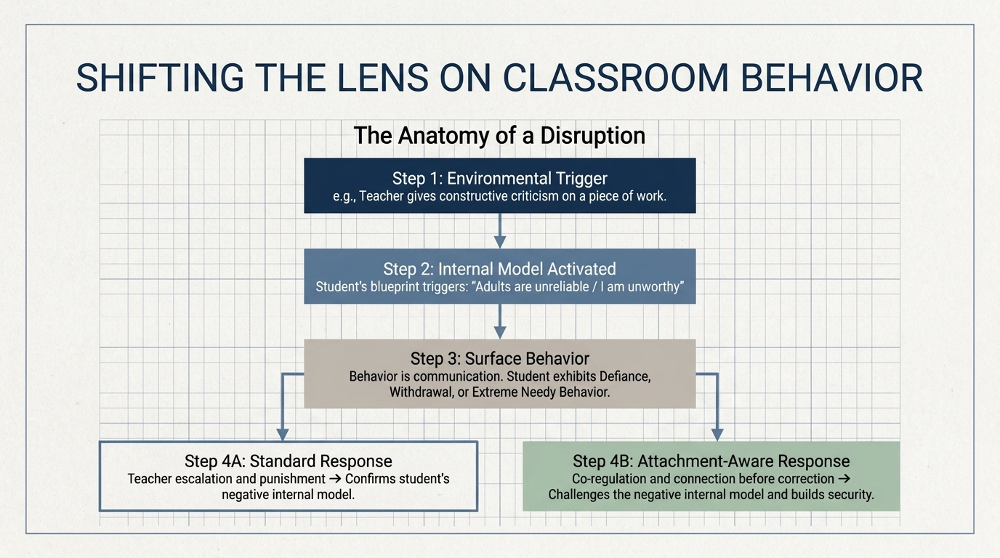 SHIFTING THE LENS ON CLASSROOM BEHAVIOR
The Anatomy of a Disruption
Step 1: Environmental Trigger
e.g., Teacher gives constructive criticism on a piece of work.
Step 2: Internal Model Activated
Student's blueprint triggers: "Adults are unreliable / I am unworthy"
Step 3: Surface Behavior
Behavior is communication. Student exhibits Defiance,
Withdrawal, or Extreme Needy Behavior.
Step 4A: Standard Response
Teacher escalation and punishment → Confirms student's
negative internal model.
Step 4B: Attachment-Aware Response
Co-regulation and connection before correction →
Challenges the negative internal model and builds security.